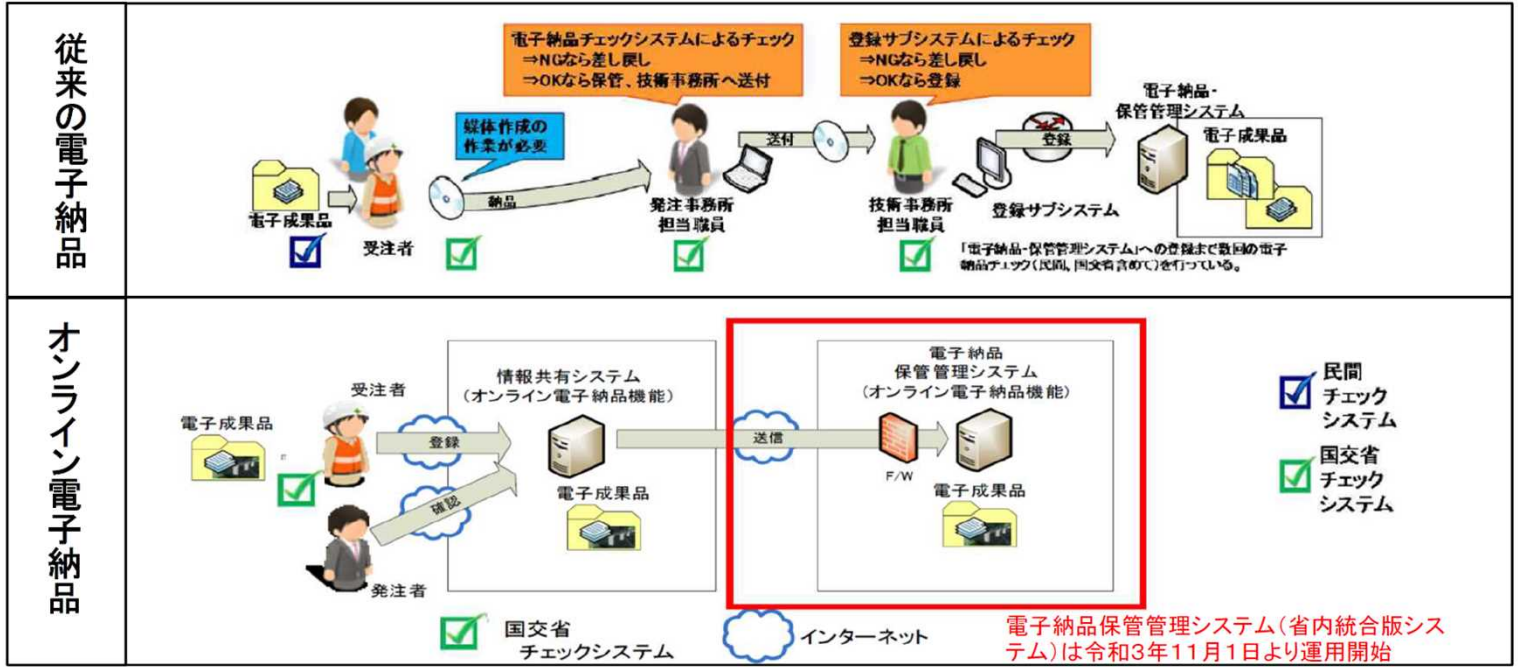 従来の電子納品
電子納品チェックシステムによるチェック
⇒NGなら差し戻し
⇒OKなら保管、技術事務所へ送付
登録サブシステムによるチェック
⇒NGなら差し戻し
⇒OKなら登録
媒体作成の
作業が必要
電子成果品
受注者
納品
発注事務所
担当職員
送付
技術事務所
担当職員
登録サブシステム
登録
電子納品・
保管管理システム
電子成果品
「電子納品・保管管理システム」への登録まで数回の電子
納品チェック(民間、国交省含めて)を行っている。
オンライン電子納品
電子成果品
受注者
登録
確認
発注者
情報共有システム
(オンライン電子納品機能)
電子成果品
送信
電子納品
保管管理システム
(オンライン電子納品機能)
F/W
電子成果品
民間
チェック
システム
国交省
チェック
システム
国交省
チェックシステム
インターネット
電子納品保管管理システム(省内統合版シス
テム)は令和3年11月1日より運用開始